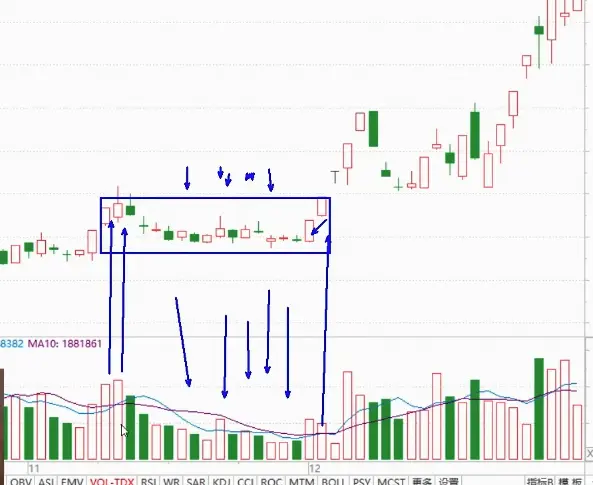 8382 MA10: 1881861
11 12
OBV ASI EMV VOL-TDX RSI WR SAR KDJ CCI ROC MTM BOLL PSY MCST 更多 设置 指标B 模板
X